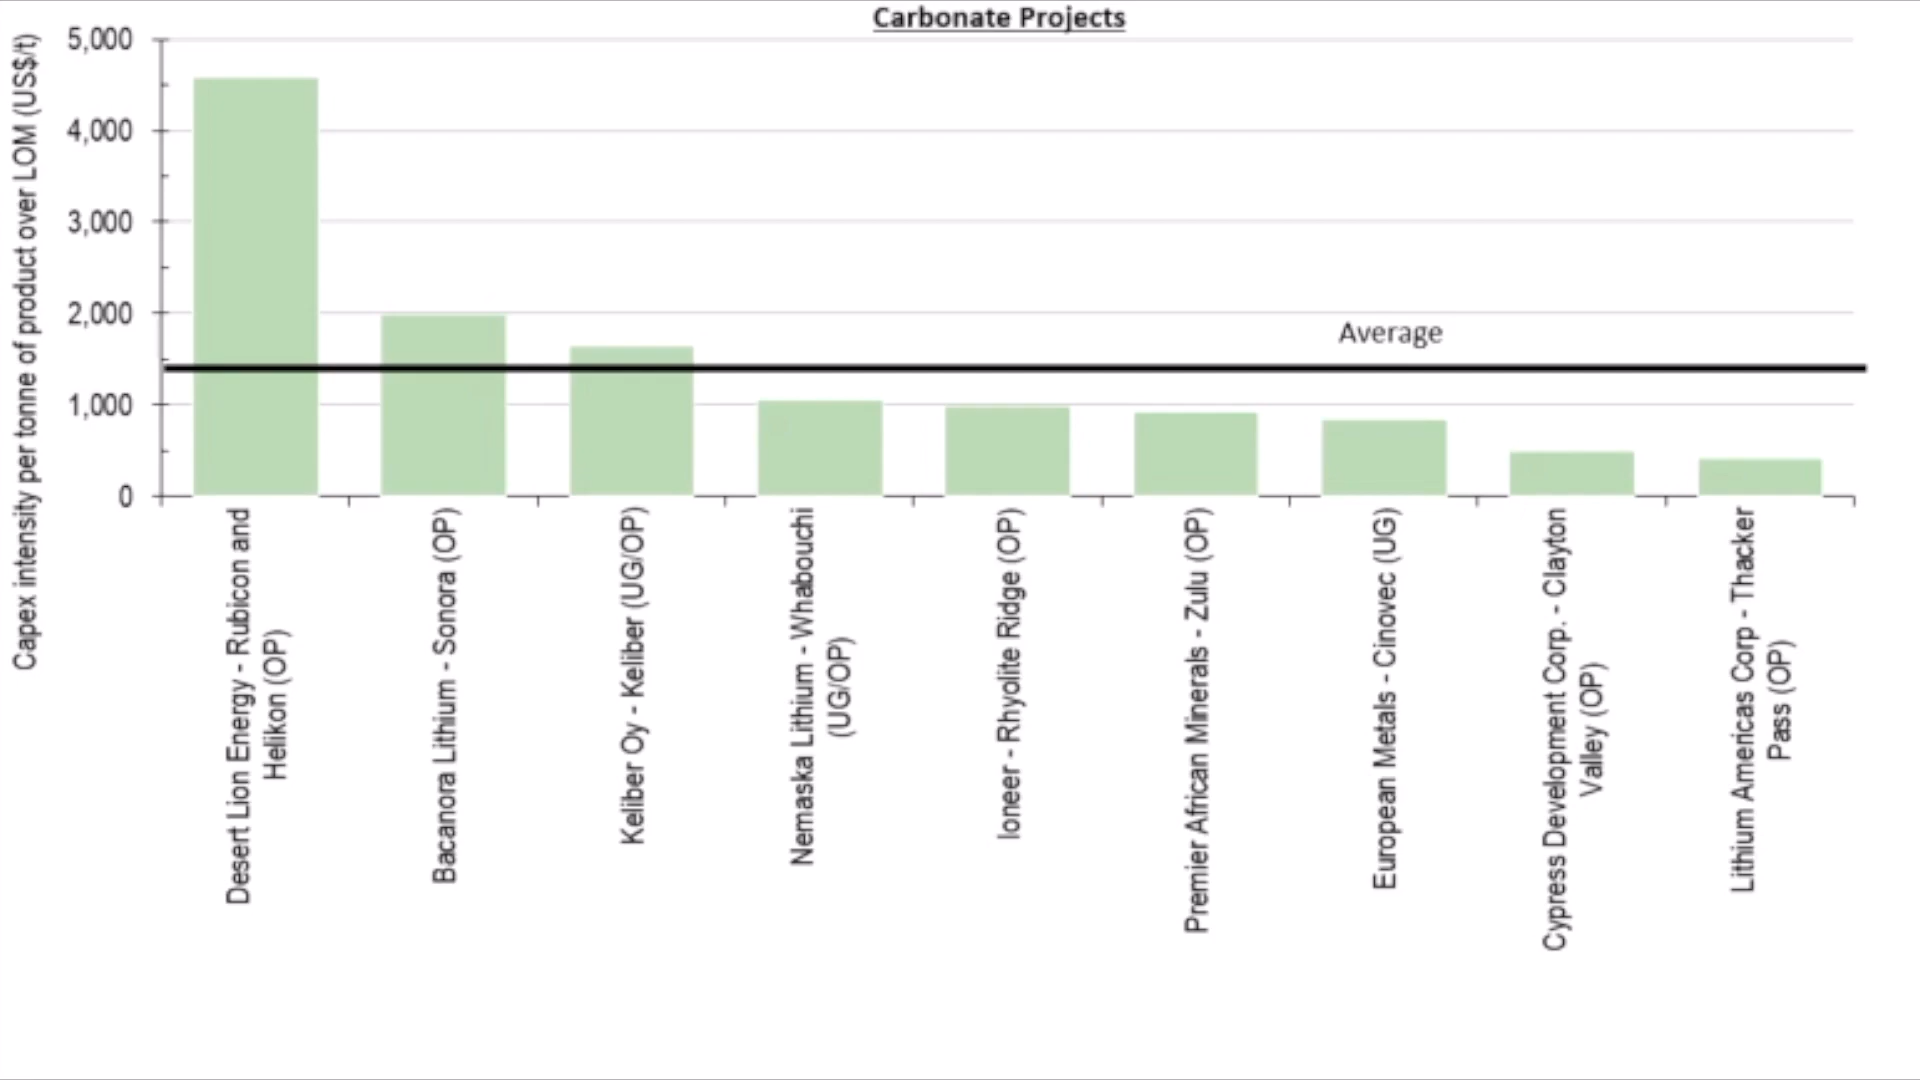 Carbonate Projects
Capex intensity per tonne of product over LOM (US$/t)
5,000
4,000
3,000
2,000
1,000
0
Average
Desert Lion Energy - Rubicon and
Helikon (OP)
Bacanora Lithium - Sonora (OP)
Keliber Oy - Keliber (UG/OP)
Nemaska Lithium - Whabouchi
(UG/OP)
Ioneer - Rhyolite Ridge (OP)
Premier African Minerals - Zulu (OP)
European Metals - Cinovec (UG)
Cypress Development Corp. - Clayton
Valley (OP)
Lithium Americas Corp - Thacker
Pass (OP)